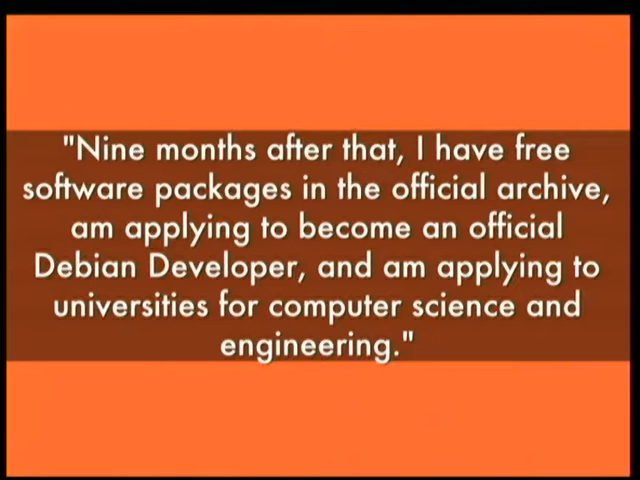 "Nine months after that, I have free
software packages in the official archive,
am applying to become an official
Debian Developer, and am applying to
universities for computer science and
engineering."